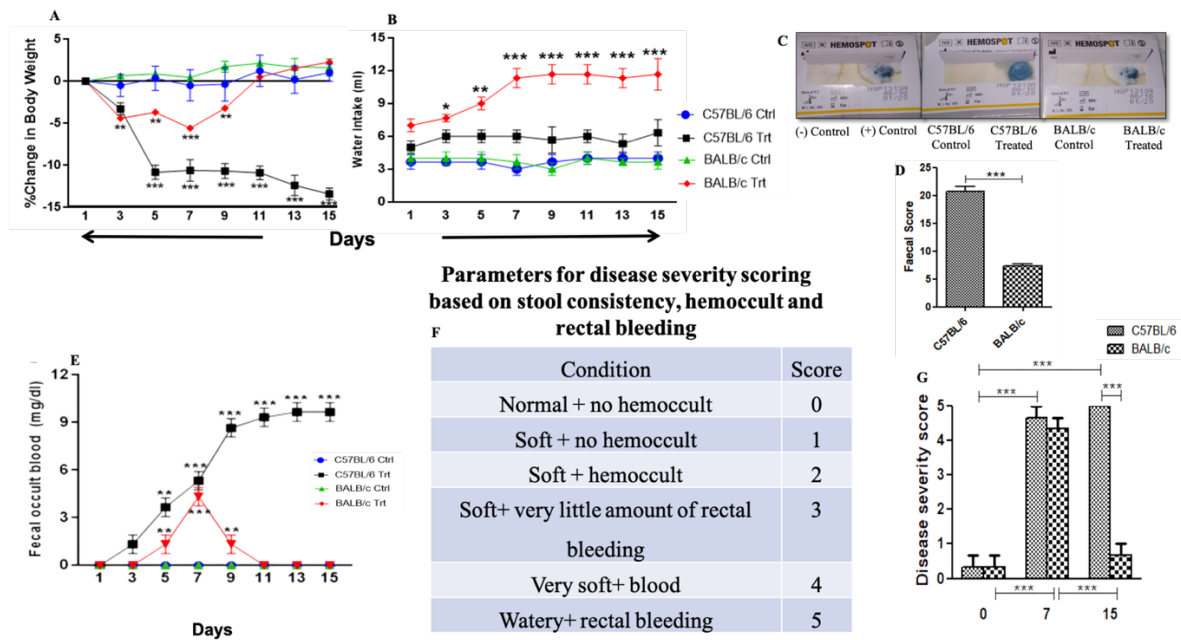 A
%Change in Body Weight
5
0
-5
-10
-15
** ** *** **
*** *** *** *** *** ***
1 3 5 7 9 11 13 15
B
Water intake (ml)
15
12
9
6
3
0
* ** *** *** *** *** ***
1 3 5 7 9 11 13 15
Days
C57BL/6 Ctrl
C57BL/6 Trt
BALB/c Ctrl
BALB/c Trt
C
HEMOSPOT HEMOSPOT HEMOSPOT
(-) Control (+) Control C57BL/6 C57BL/6 BALB/c BALB/c
Control Treated Control Treated
D
Faecal Score
25
20
15
10
5
0
***
C57BL/6 BALB/c
E
Fecal occult blood (mg/dl)
12
9
6
3
0
** *** *** *** *** ***
** *** **
1 3 5 7 9 11 13 15
Days
C57BL/6 Ctrl
C57BL/6 Trt
BALB/c Ctrl
BALB/c Trt
Parameters for disease severity scoring
based on stool consistency, hemoccult and
rectal bleeding
F
Condition Score
Normal + no hemoccult 0
Soft + no hemoccult 1
Soft + hemoccult 2
Soft+ very little amount of rectal 3
bleeding
Very soft+ blood 4
Watery+ rectal bleeding 5
C57BL/6
BALB/c
G
Disease severity score
5
4
3
2
1
0
***
*** ***
*** ***
0 7 15